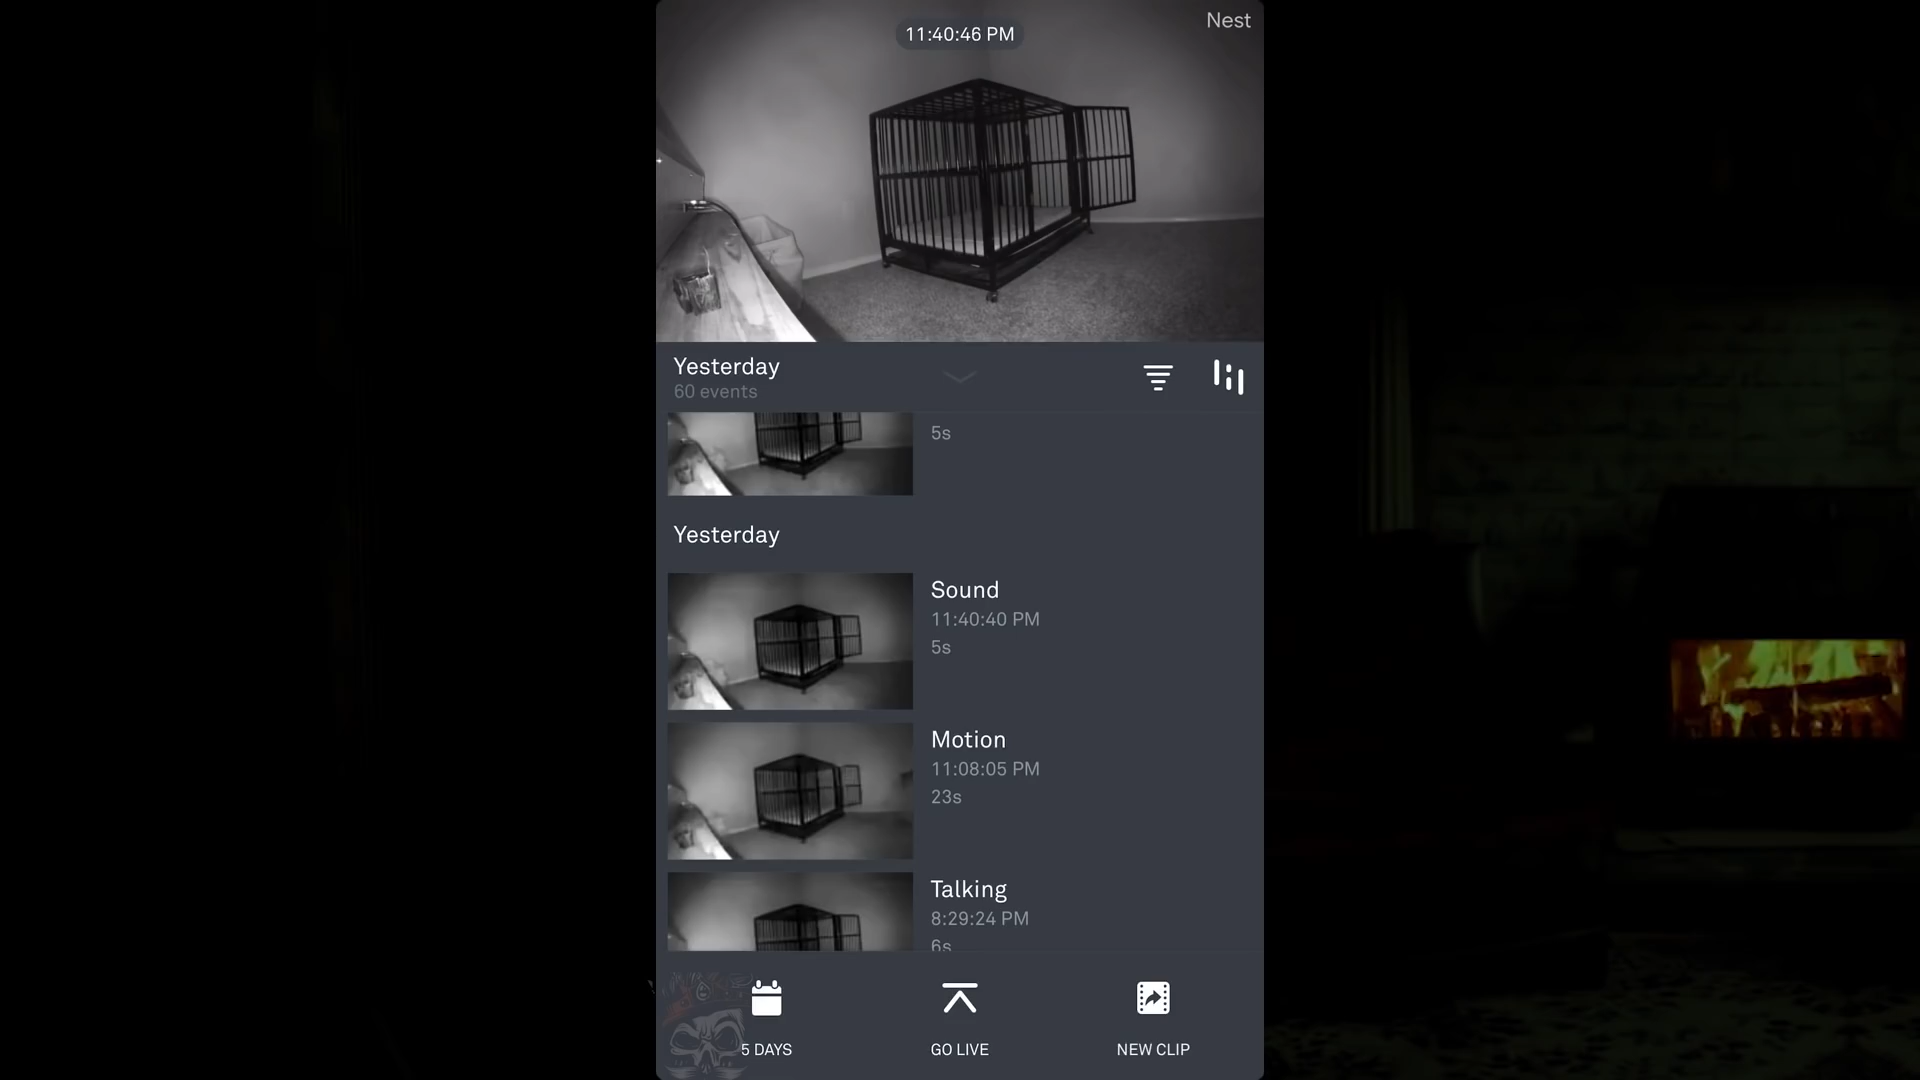 11:40:46 PM
Nest
Yesterday
60 events
5s
Yesterday
Sound
11:40:40 PM
5s
Motion
11:08:05 PM
23s
Talking
8:29:24 PM
6s
5 DAYS
GO LIVE
NEW CLIP